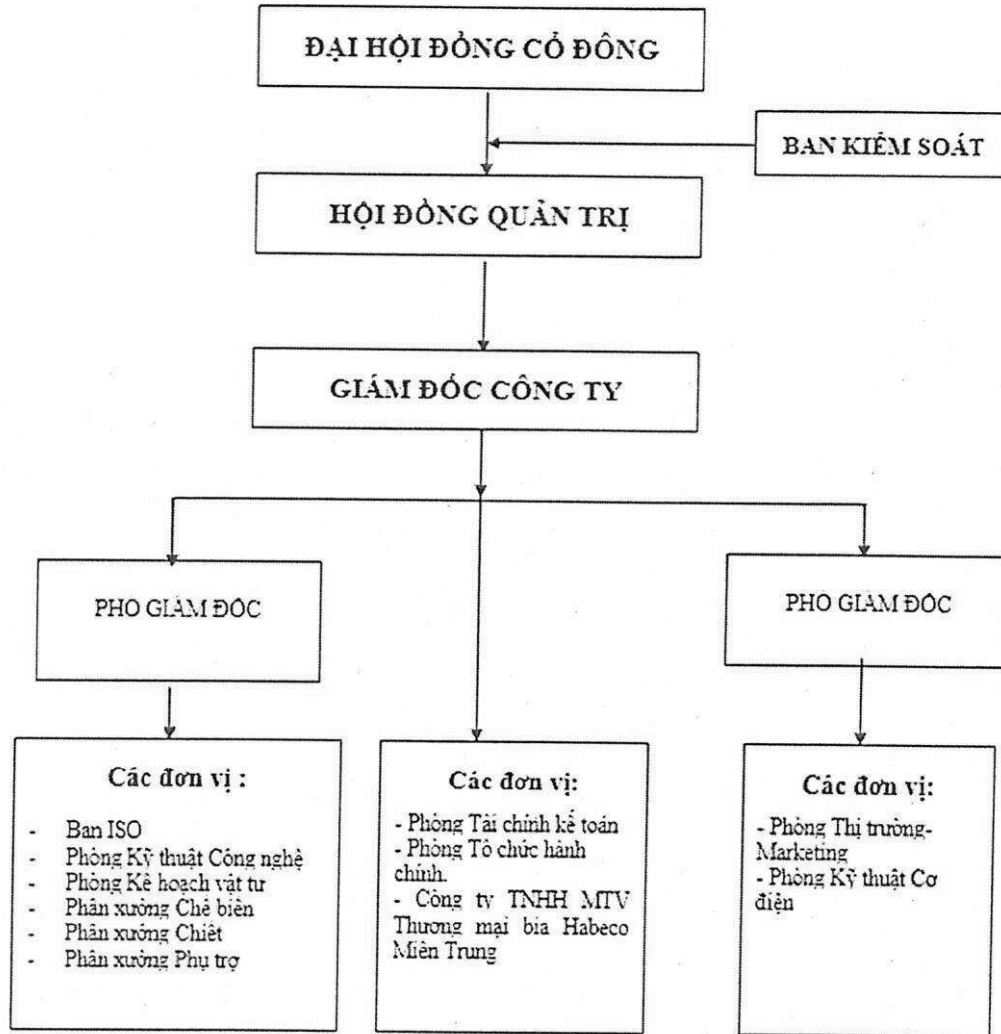 ĐẠI HỘI ĐỒNG CỔ ĐÔNG
BAN KIỂM SOÁT
HỘI ĐỒNG QUẢN TRỊ
GIÁM ĐỐC CÔNG TY
PHÓ GIÁM ĐỐC
PHÓ GIÁM ĐỐC
Các đơn vị :
- Ban ISO
- Phòng Kỹ thuật Công nghệ
- Phòng Kế hoạch vật tư
- Phân xưởng Chế biến
- Phân xưởng Chiết
- Phân xưởng Phụ trợ
Các đơn vị:
- Phòng Tài chính kế toán
- Phòng Tổ chức hành
chính.
- Công ty TNHH MTV
Thương mại bia Habeco
Miền Trung
Các đơn vị:
- Phòng Thị trường-
Marketing
- Phòng Kỹ thuật Cơ
điện